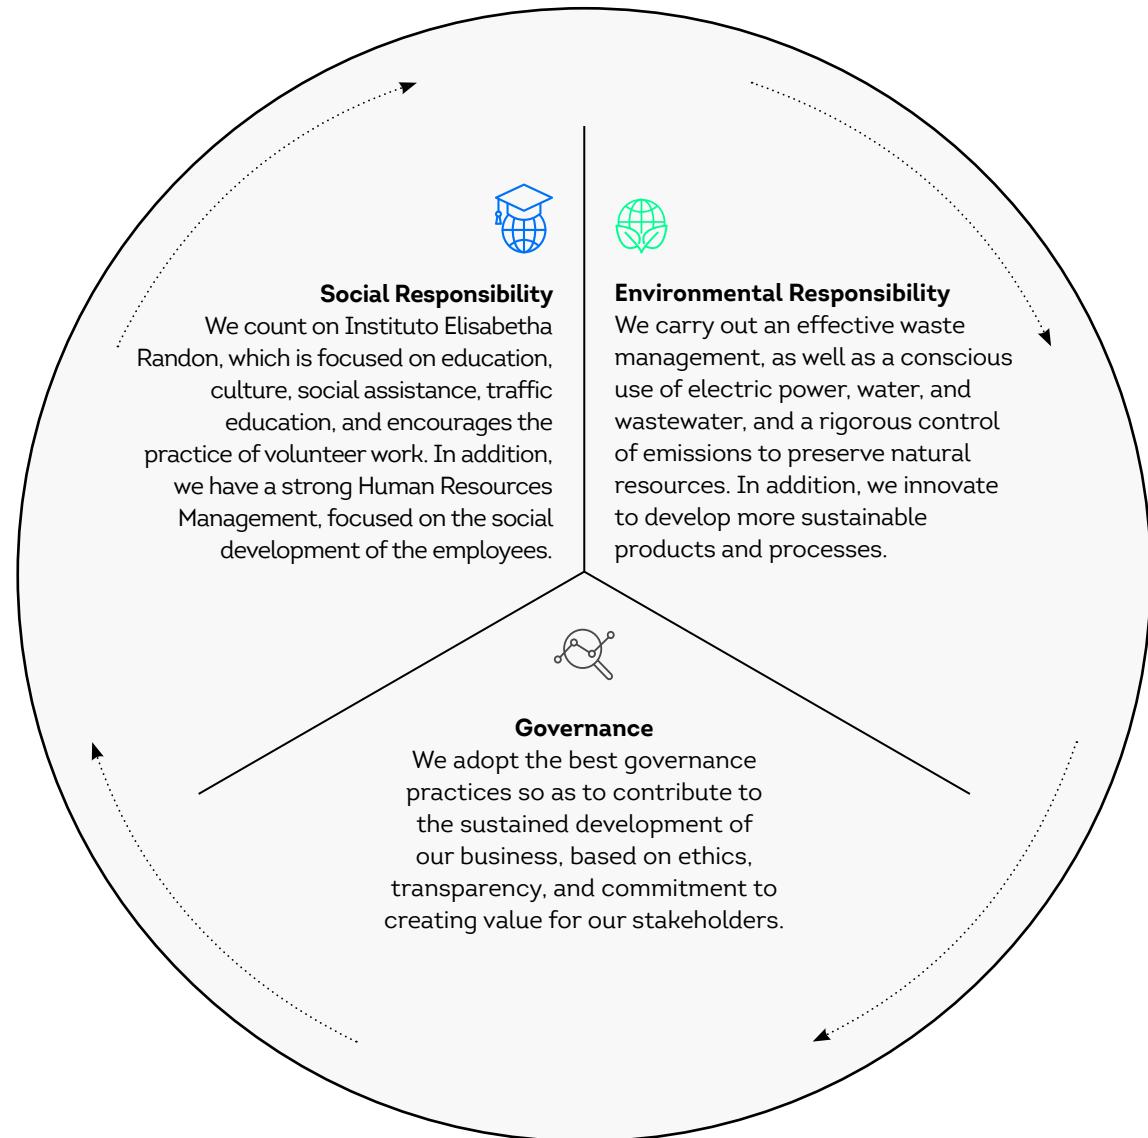 Social Responsibility
We count on Instituto Elisabetha
Randon, which is focused on education,
culture, social assistance, traffic
education, and encourages the
practice of volunteer work. In addition,
we have a strong Human Resources
Management, focused on the social
development of the employees.
Environmental Responsibility
We carry out an effective waste
management, as well as a conscious
use of electric power, water, and
wastewater, and a rigorous control
of emissions to preserve natural
resources. In addition, we innovate
to develop more sustainable
products and processes.
Governance
We adopt the best governance
practices so as to contribute to
the sustained development of
our business, based on ethics,
transparency, and commitment to
creating value for our stakeholders.